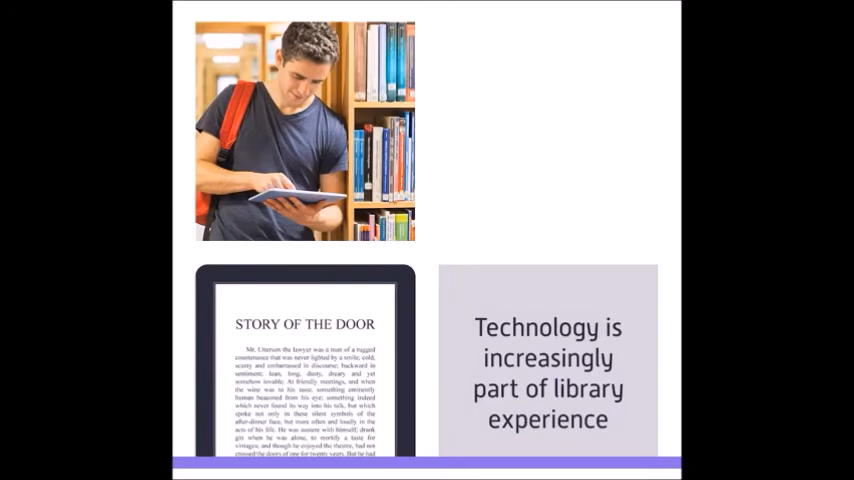 STORY OF THE DOOR
Mr. Utterson the lawyer was a man of a rugged
countenance that was never lighted by a smile; cold,
scanty and embarrassed in discourse; backward in
sentiment; lean, long, dusty, dreary and yet
somehow lovable. At friendly meetings, and when
the wine was to his taste, something eminently
human beaconed from his eye; something indeed
which never found its way into his talk, but which
spoke not only in these silent symbols of the
after-dinner face, but more often and loudly in the
acts of his life. He was austere with himself; drank
gin when he was alone, to mortify a taste for
vintages; and though he enjoyed the theatre, had not
crossed the doors of one for twenty years. But he had
Technology is
increasingly
part of library
experience